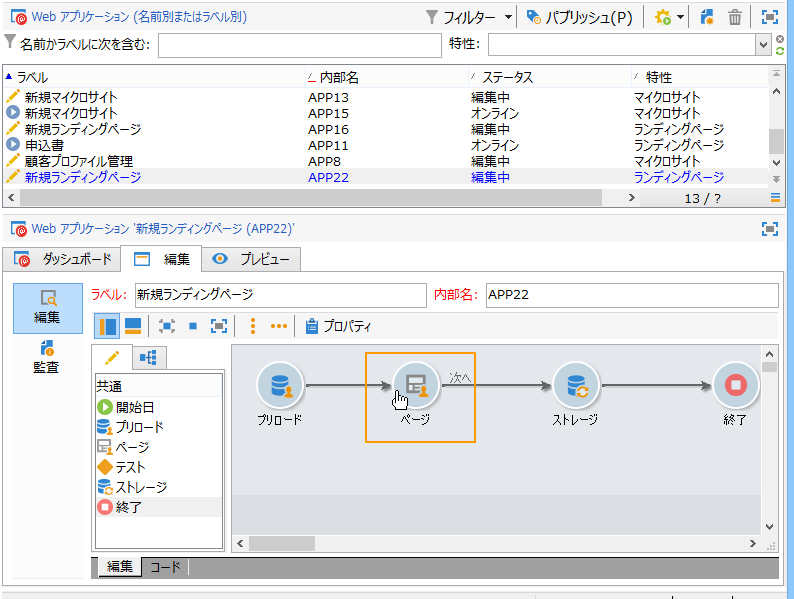 Web アプリケーション (名前別またはラベル別)
フィルター パブリッシュ(P)
名前かラベルに次を含む: 特性:
ラベル 内部名 ステータス 特性
新規マイクロサイト APP13 編集中 マイクロサイト
新規マイクロサイト APP15 オンライン マイクロサイト
新規ランディングページ APP16 編集中 ランディングページ
申込書 APP11 オンライン ランディングページ
顧客プロファイル管理 APP8 編集中 マイクロサイト
新規ランディングページ APP22 編集中 ランディングページ
13 / ?
Web アプリケーション '新規ランディングページ (APP22)'
ダッシュボード 編集 プレビュー
編集
監査
ラベル: 新規ランディングページ 内部名: APP22
プロパティ
共通
開始日
プリロード
ページ
テスト
ストレージ
終了
次へ
プリロード ページ ストレージ 終了
編集 コード